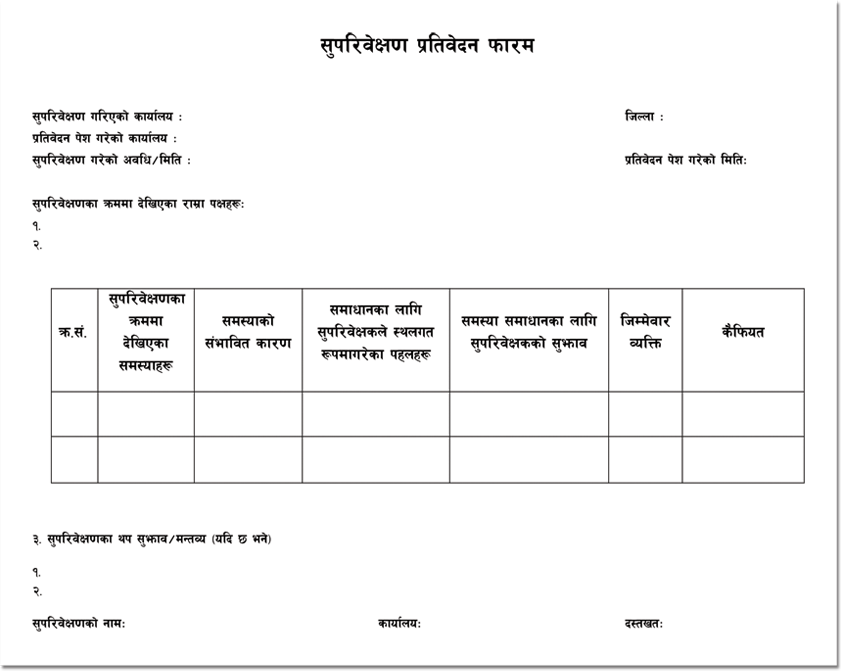 सुपरिवेक्षण प्रतिवेदन फारम
सुपरिवेक्षण गरिएको कार्यालय : जिल्ला :
प्रतिवेदन पेश गरेको कार्यालय :
सुपरिवेक्षण गरेको अवधि/मिति : प्रतिवेदन पेश गरेको मिति:
सुपरिवेक्षणका क्रममा देखिएका राम्रा पक्षहरू:
१.
२.
क्र.सं.
सुपरिवेक्षणका
क्रममा
देखिएका
समस्याहरू
समस्याको
संभावित कारण
समाधानका लागि
सुपरिवेक्षकले स्थलगत
रूपमागरेका पहलहरू
समस्या समाधानका लागि
सुपरिवेक्षकको सुझाव
जिम्मेवार
व्यक्ति
कैफियत
३. सुपरिवेक्षणका थप सुझाव/मन्तव्य (यदि छ भने)
१.
२.
सुपरिवेक्षणको नाम: कार्यालय: दस्तखत: